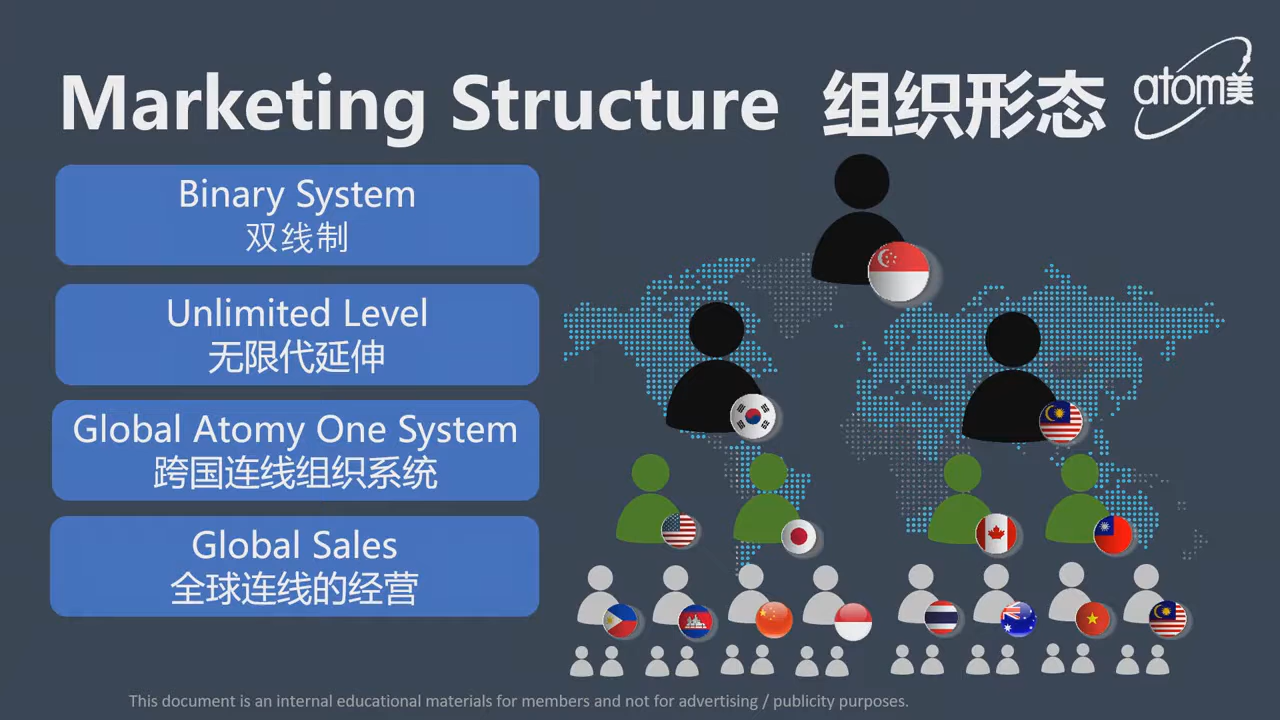 Marketing Structure 组织形态
atom美
Binary System
双线制
Unlimited Level
无限代延伸
Global Atomy One System
跨国连线组织系统
Global Sales
全球连线的经营
This document is an internal educational materials for members and not for advertising / publicity purposes.